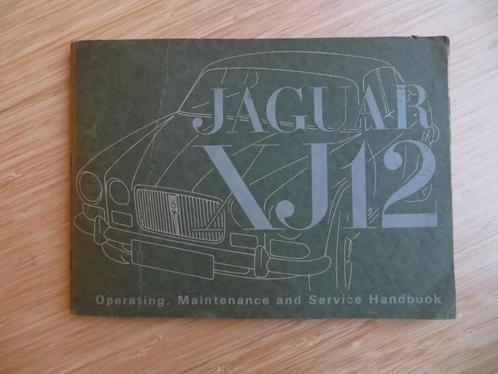 JAGUAR
XJ12
Operating, Maintenance and Service Handbook